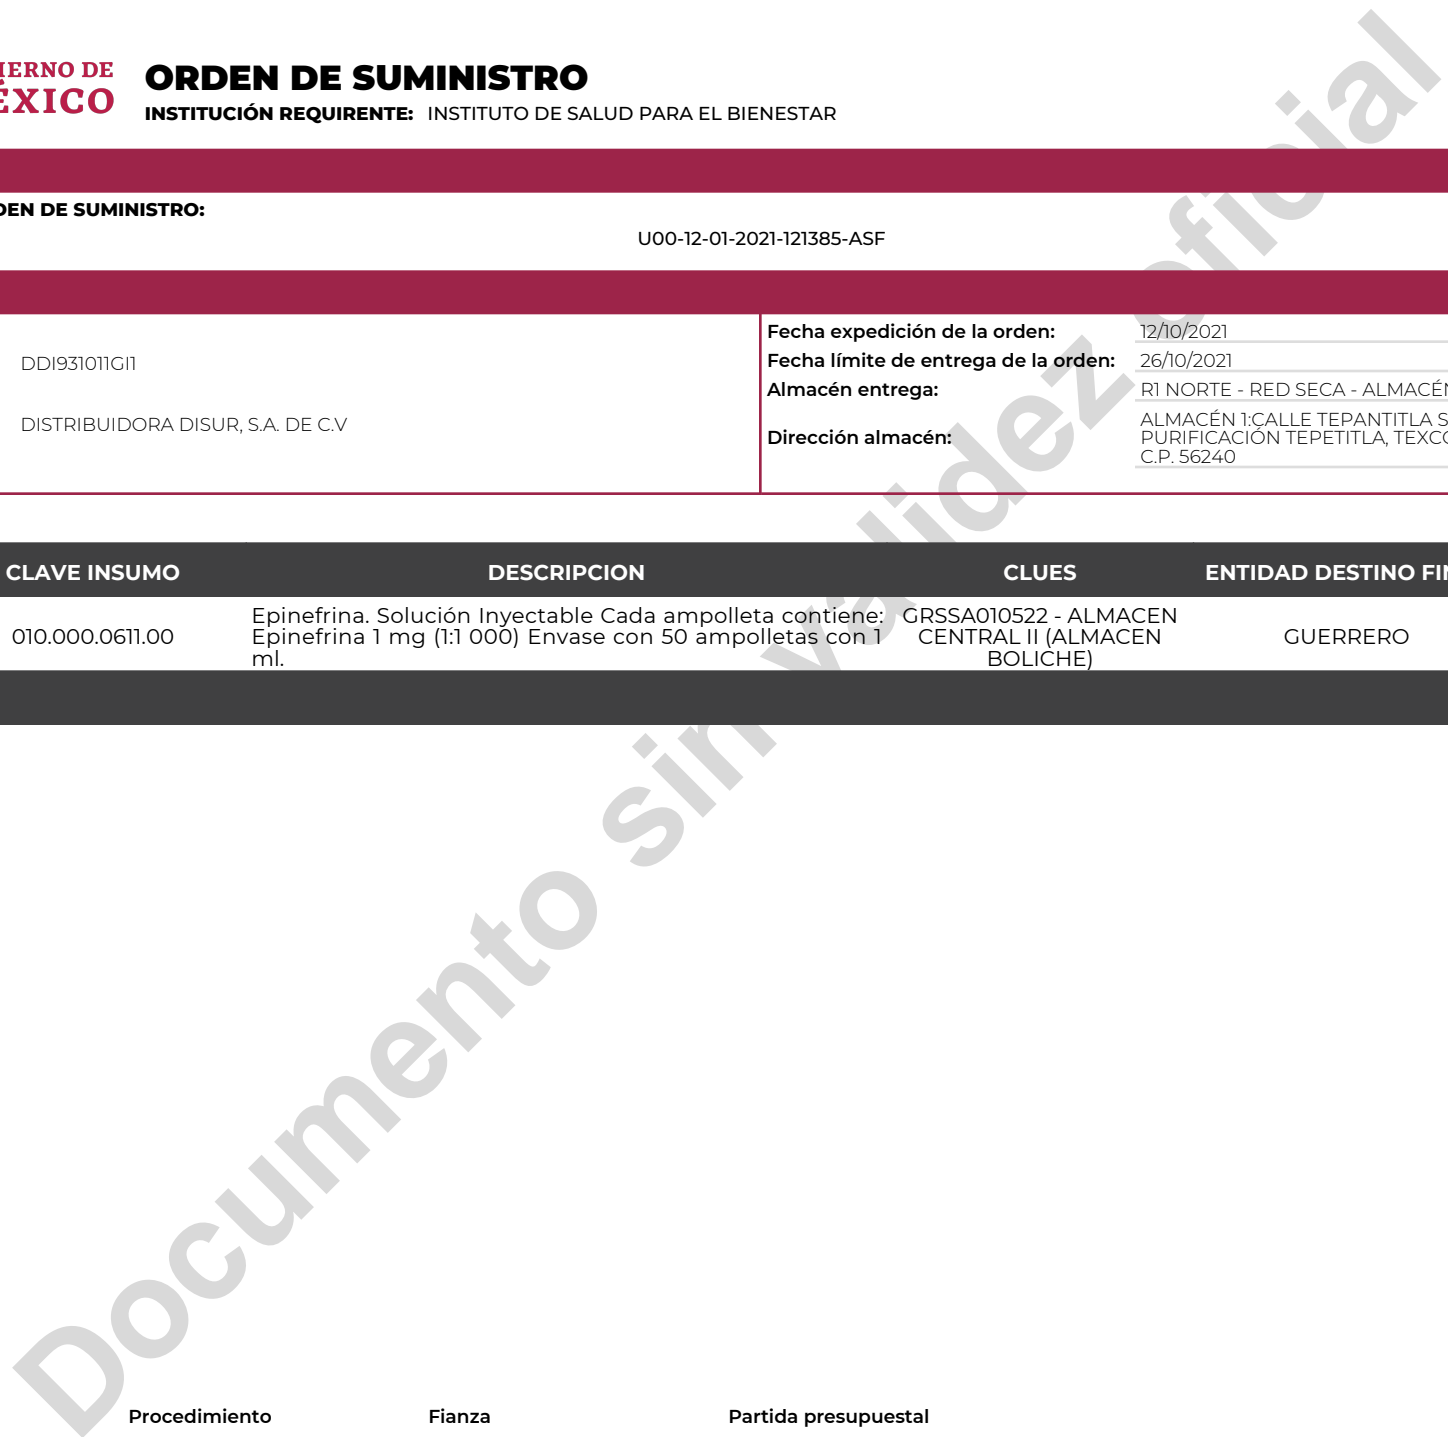 IERNO DE
ÉXICO
ORDEN DE SUMINISTRO
INSTITUCIÓN REQUIRENTE: INSTITUTO DE SALUD PARA EL BIENESTAR
DEN DE SUMINISTRO:
U00-12-01-2021-121385-ASF
DDI931011GI1
DISTRIBUIDORA DISUR, S.A. DE C.V
Fecha expedición de la orden: 12/10/2021
Fecha límite de entrega de la orden: 26/10/2021
Almacén entrega: R1 NORTE - RED SECA - ALMACÉN
Dirección almacén: ALMACÉN 1:CALLE TEPANTITLA S
PURIFICACIÓN TEPETITLA, TEXCO
C.P. 56240
CLAVE INSUMO DESCRIPCION CLUES ENTIDAD DESTINO FIN
010.000.0611.00
Epinefrina. Solución Inyectable Cada ampolleta contiene:
Epinefrina 1 mg (1:1 000) Envase con 50 ampolletas con 1
ml.
GRSSA010522 - ALMACEN
CENTRAL II (ALMACEN
BOLICHE)
GUERRERO
Documento sin validez oficial
Procedimiento Fianza Partida presupuestal